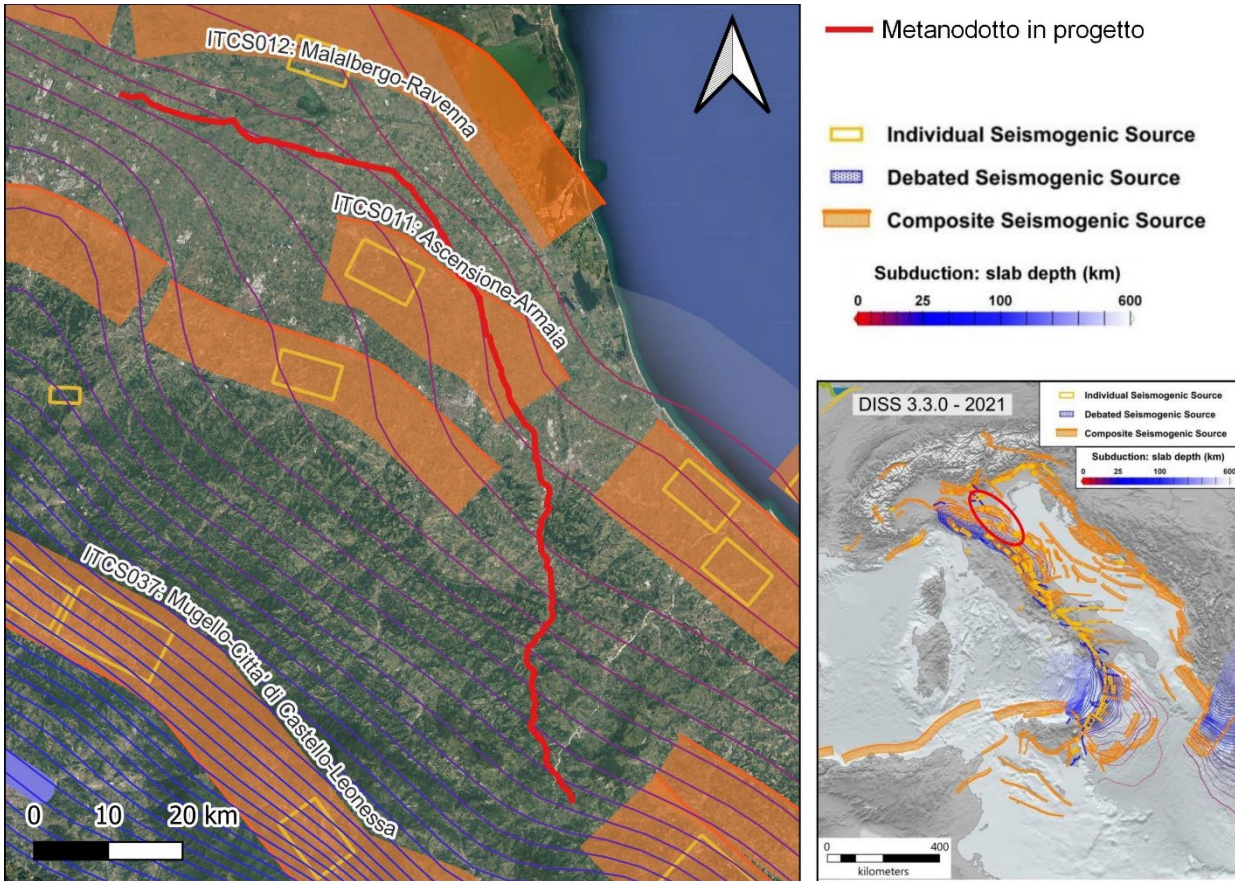 ITCS012: Malalbergo-Ravenna
ITCS011: Ascensione-Armaia
ITCS037: Mugello-Citta' di Castello-Leonessa
0 10 20 km
Metanodotto in progetto
Individual Seismogenic Source
Debated Seismogenic Source
Composite Seismogenic Source
Subduction: slab depth (km)
0 25 100 600
DISS 3.3.0 - 2021
Individual Seismogenic Source
Debated Seismogenic Source
Composite Seismogenic Source
Subduction: slab depth (km)
0 25 100 600
0 400
kilometers